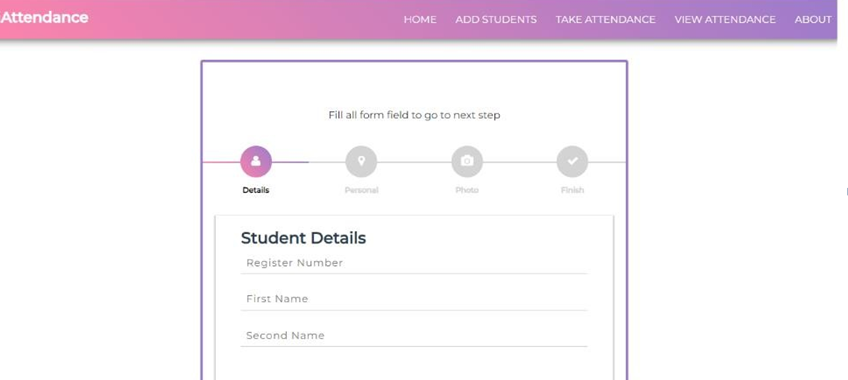 Attendance
HOME ADD STUDENTS TAKE ATTENDANCE VIEW ATTENDANCE ABOUT
Fill all form field to go to next step
Details Personal Photo Finish
Student Details
Register Number
First Name
Second Name